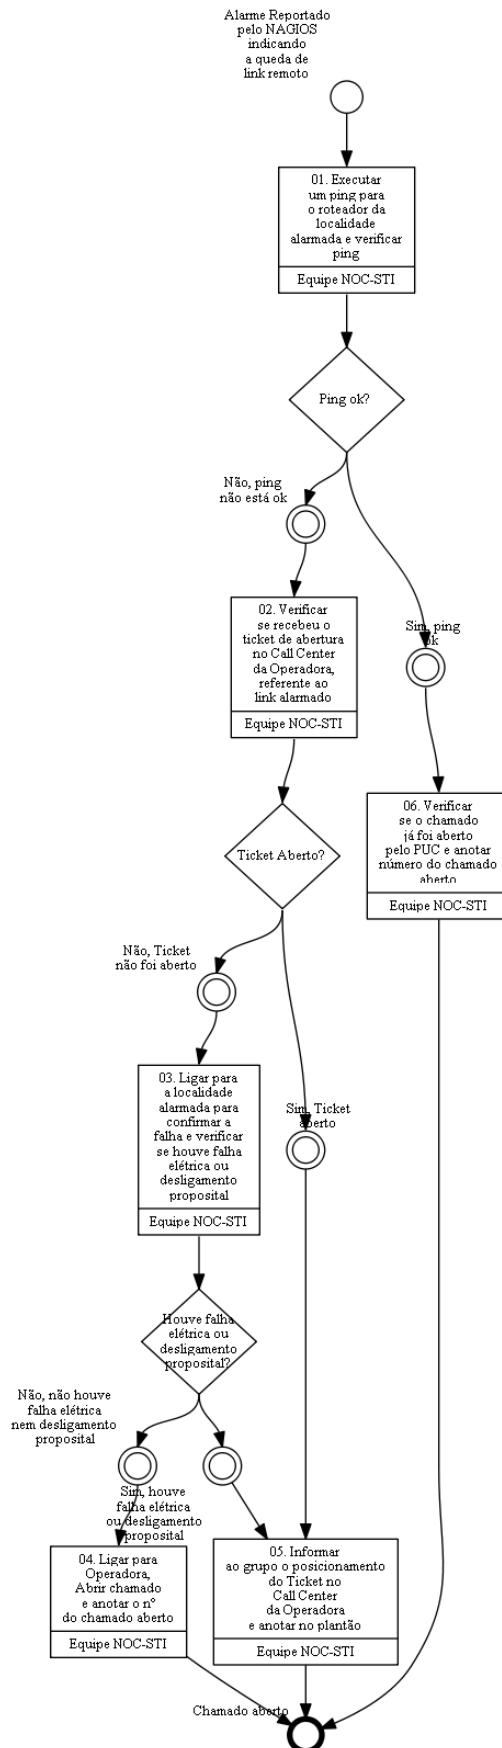 Alarme Reportado
pelo NAGIOS
indicando
a queda de
link remoto
01. Executar
um ping para
o roteador da
localidade
alarmada e verificar
ping
Equipe NOC-STI
Ping ok?
Não, ping
não está ok
02. Verificar
se recebeu o
ticket de abertura
no Call Center
da Operadora,
referente ao
link alarmado
Equipe NOC-STI
Sim, ping
ok
06. Verificar
se o chamado
já foi aberto
pelo PUC e anotar
número do chamado
aberto
Equipe NOC-STI
Ticket Aberto?
Não, Ticket
não foi aberto
03. Ligar para
a localidade
alarmada para
confirmar a
falha e verificar
se houve falha
elétrica ou
desligamento
proposital
Equipe NOC-STI
Sim, Ticket
aberto
Houve falha
elétrica ou
desligamento
proposital?
Não, não houve
falha elétrica
nem desligamento
proposital
Sim, houve
falha elétrica
ou desligamento
proposital
04. Ligar para
Operadora,
Abrir chamado
e anotar o nº
do chamado aberto
Equipe NOC-STI
05. Informar
ao grupo o posicionamento
do Ticket no
Call Center
da Operadora
e anotar no plantão
Equipe NOC-STI
Chamado aberto